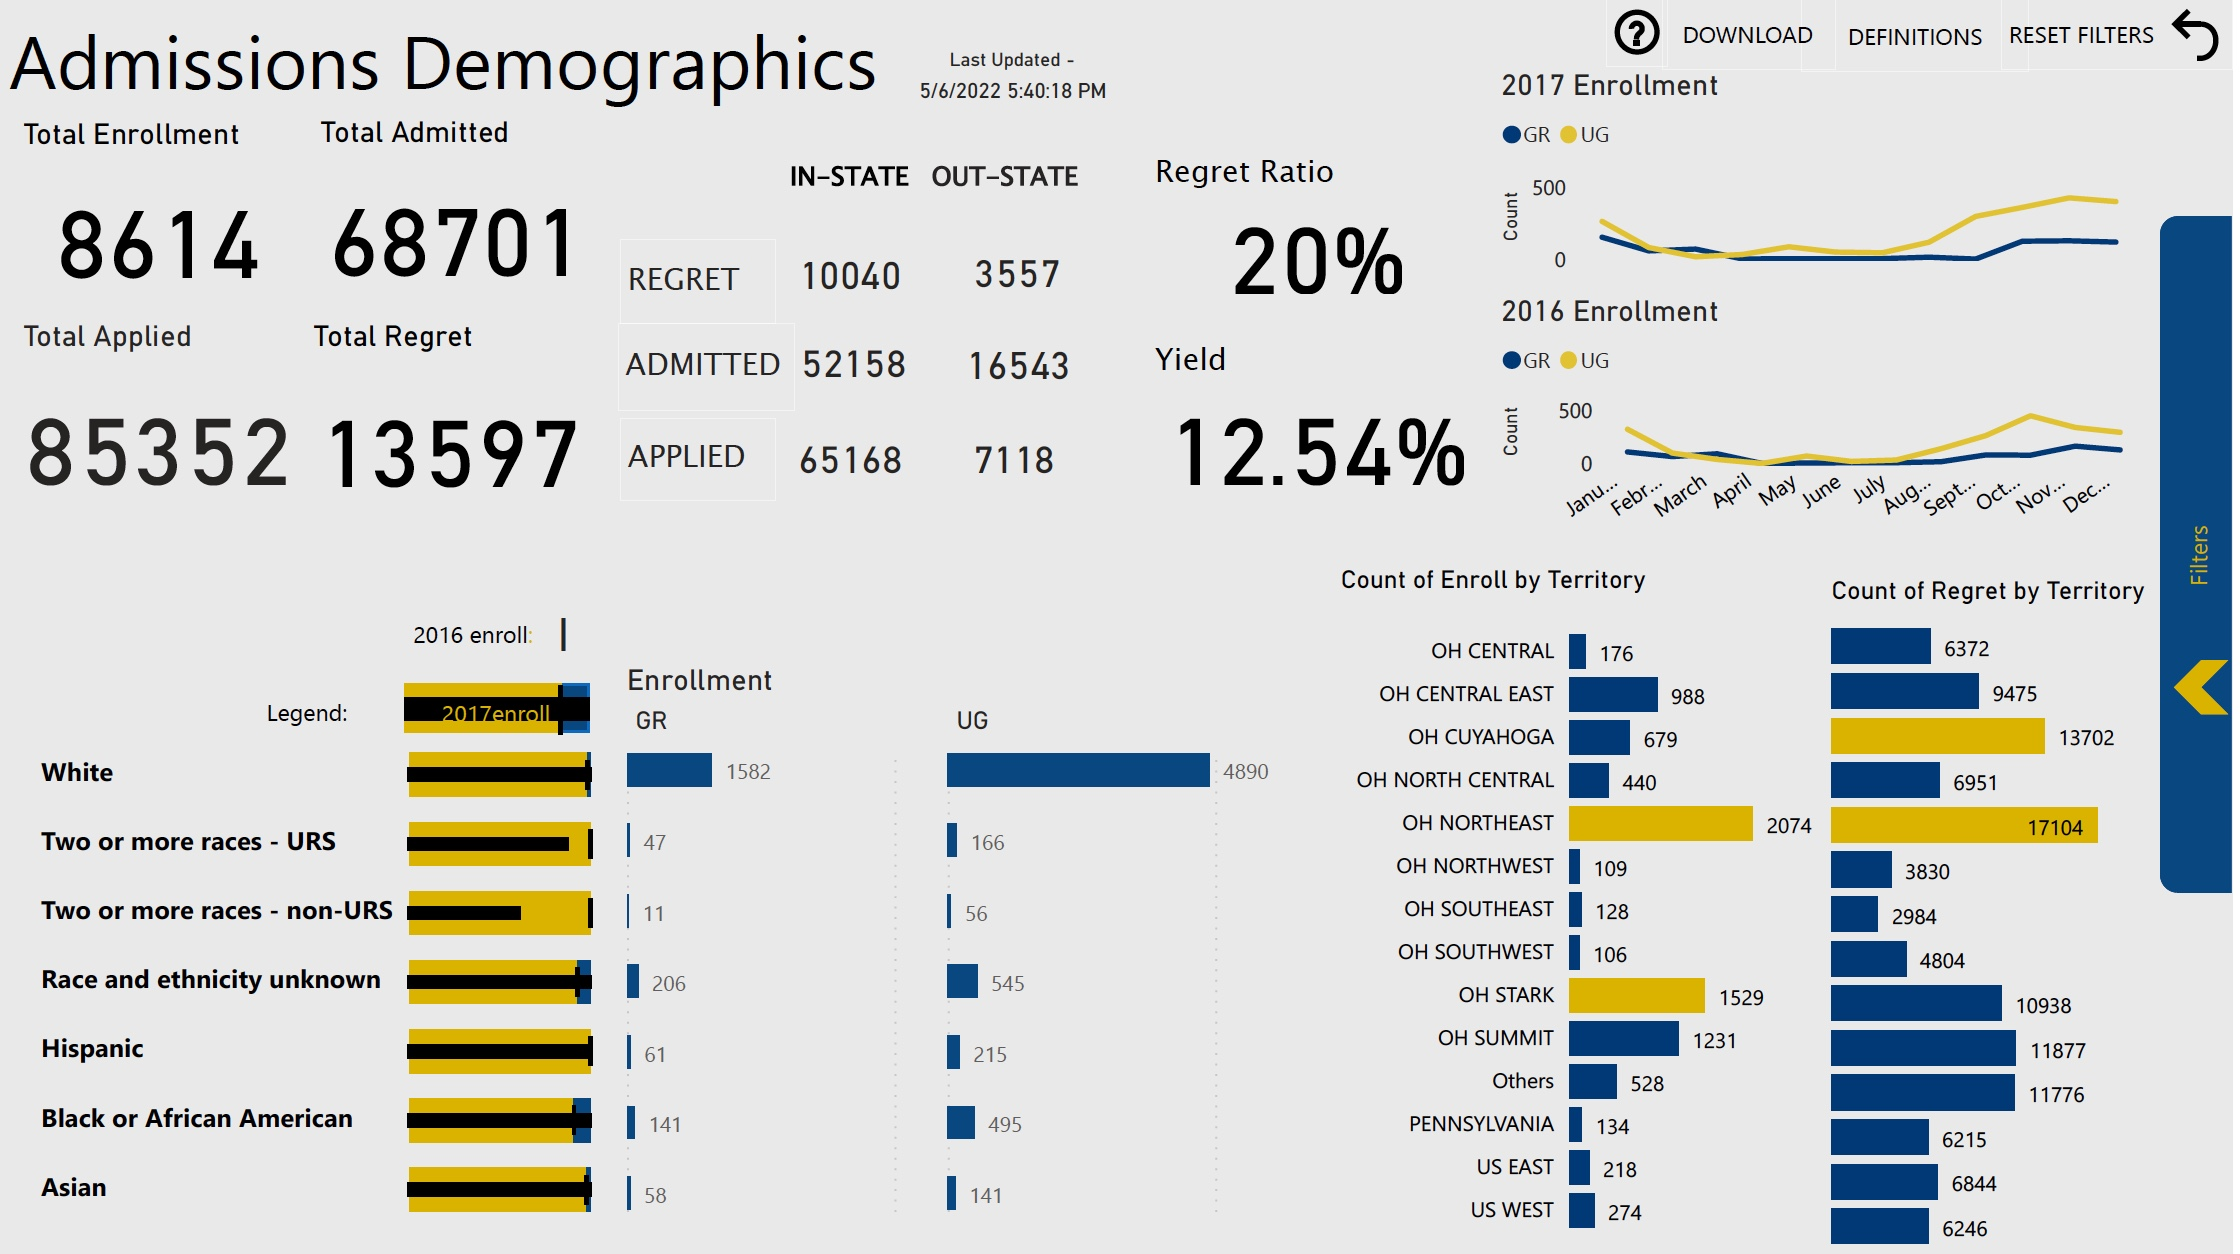 Admissions Demographics
Last Updated -
5/6/2022 5:40:18 PM
?
DOWNLOAD
DEFINITIONS
RESET FILTERS
Total Enrollment
8614
Total Admitted
68701
Total Applied
85352
Total Regret
13597
IN-STATE OUT-STATE
REGRET 10040 3557
ADMITTED 52158 16543
APPLIED 65168 7118
Regret Ratio
20%
Yield
12.54%
2017 Enrollment
GR UG
Count
500
0
2016 Enrollment
GR UG
Count
500
0
Janu... Febr... March April May June July Aug... Sept... Oct... Nov... Dec...
Filters
2016 enroll:
Legend: 2017enroll
Enrollment
GR UG
White 1582 4890
Two or more races - URS 47 166
Two or more races - non-URS 11 56
Race and ethnicity unknown 206 545
Hispanic 61 215
Black or African American 141 495
Asian 58 141
Count of Enroll by Territory
OH CENTRAL 176
OH CENTRAL EAST 988
OH CUYAHOGA 679
OH NORTH CENTRAL 440
OH NORTHEAST 2074
OH NORTHWEST 109
OH SOUTHEAST 128
OH SOUTHWEST 106
OH STARK 1529
OH SUMMIT 1231
Others 528
PENNSYLVANIA 134
US EAST 218
US WEST 274
Count of Regret by Territory
6372
9475
13702
6951
17104
3830
2984
4804
10938
11877
11776
6215
6844
6246